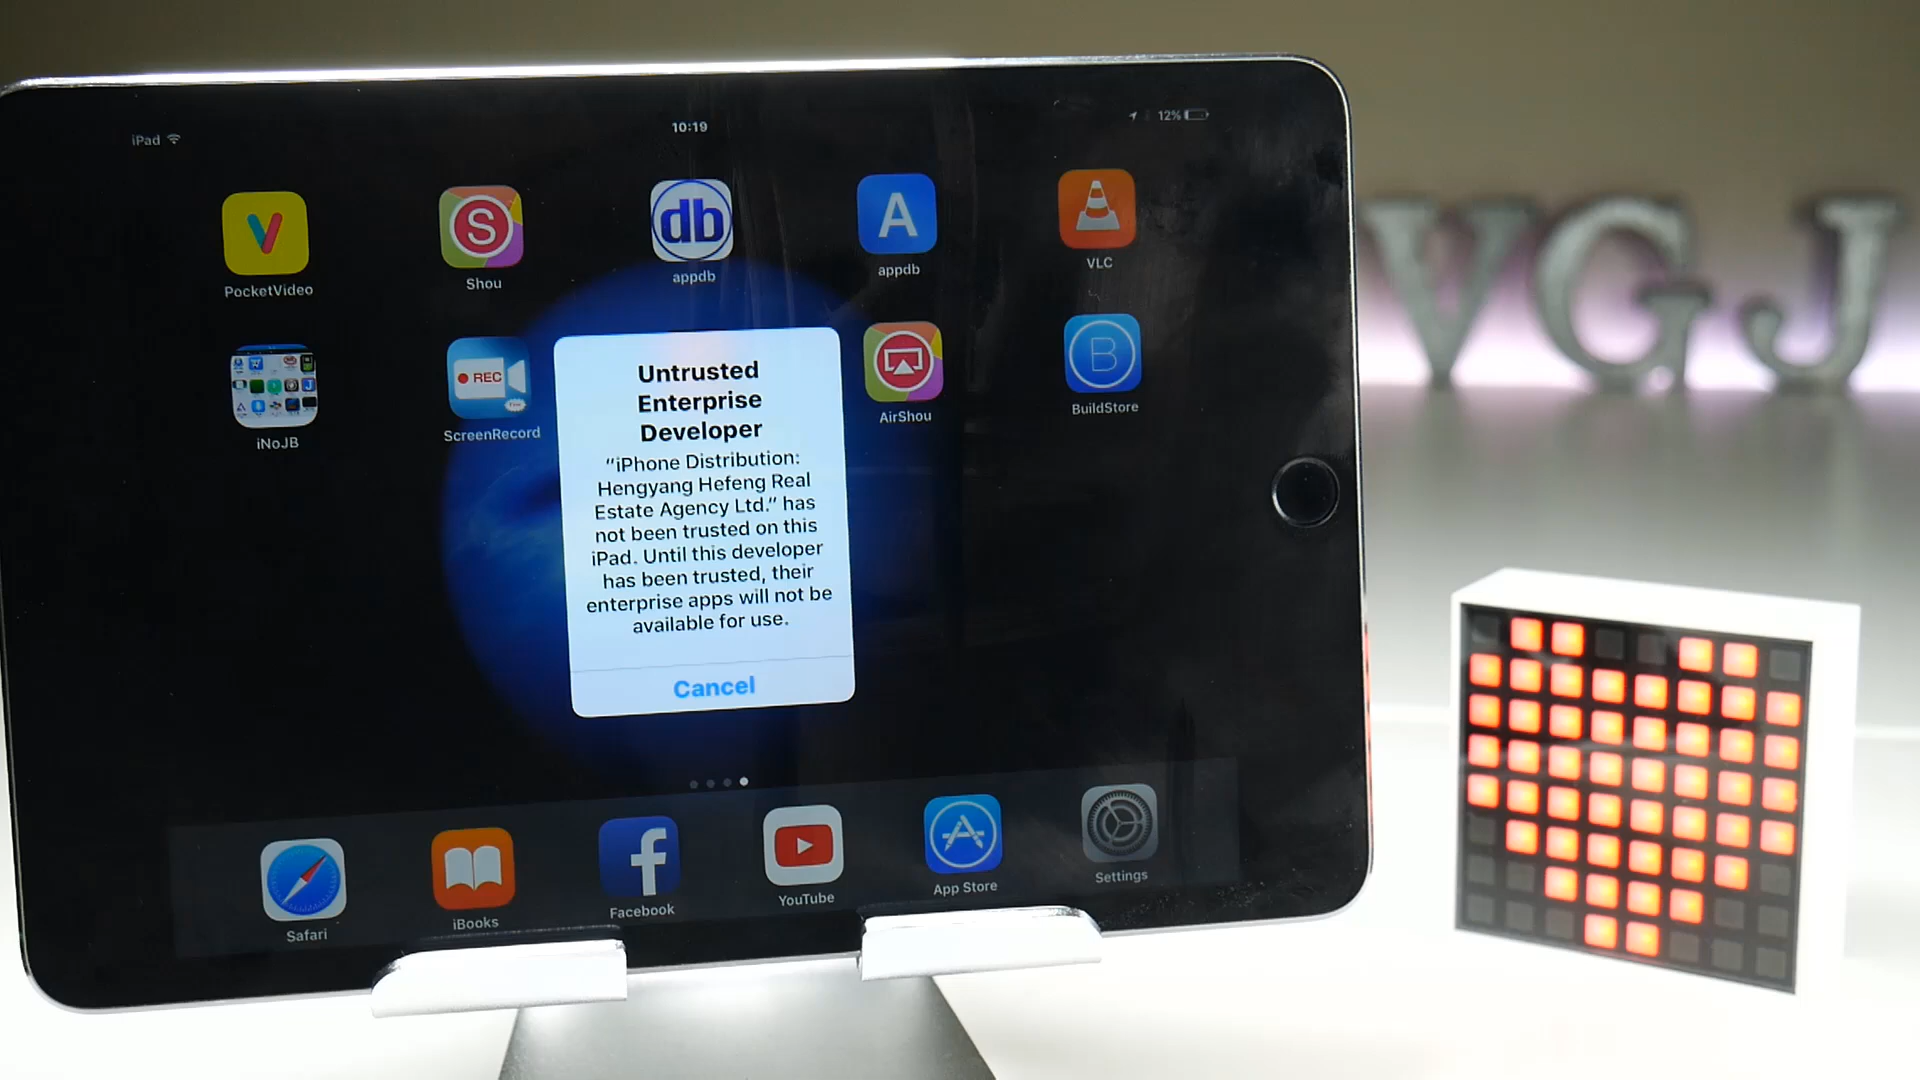 iPad
10:19
12%
V
S
db
A
PocketVideo
Shou
appdb
appdb
VLC
REC
B
iNoJB
ScreenRecord
AirShou
BuildStore
Untrusted
Enterprise
Developer
“iPhone Distribution:
Hengyang Hefeng Real
Estate Agency Ltd.” has
not been trusted on this
iPad. Until this developer
has been trusted, their
enterprise apps will not be
available for use.
Cancel
f
Safari
iBooks
Facebook
YouTube
App Store
Settings
VGJ